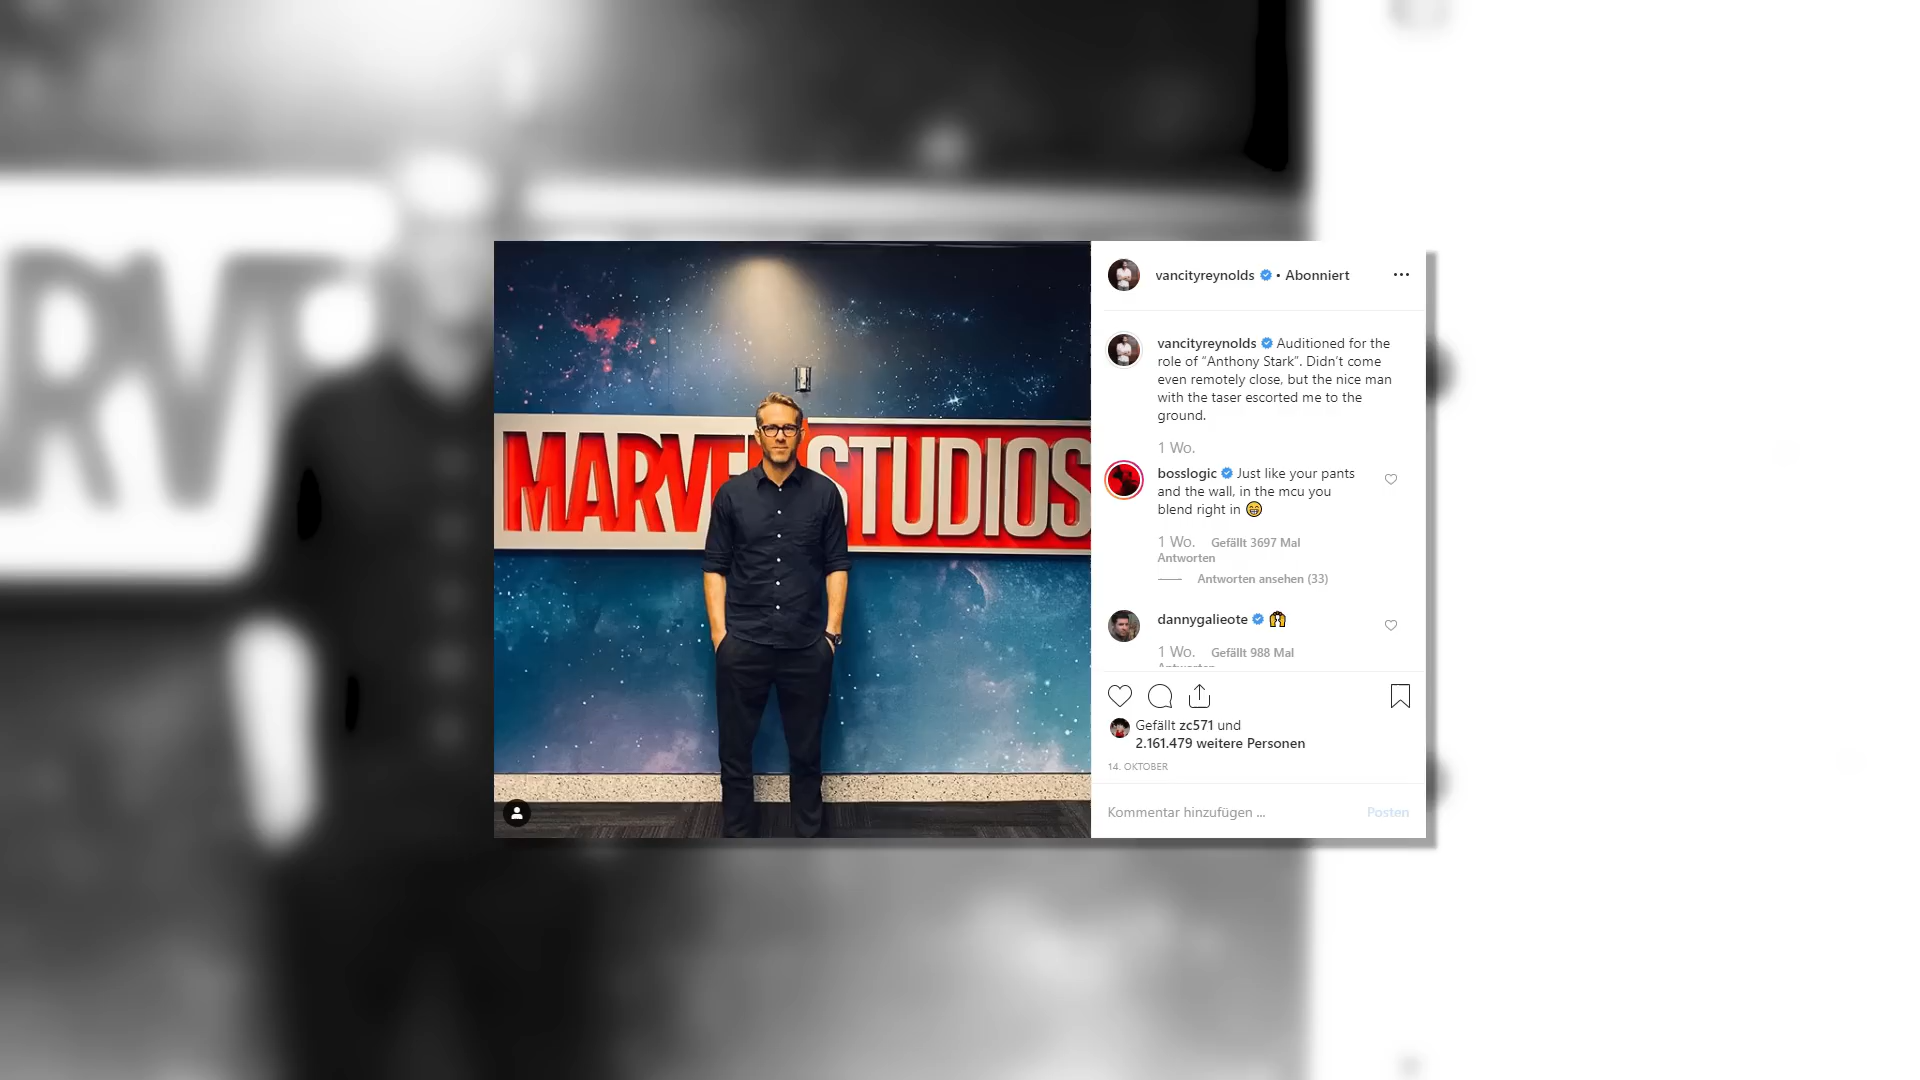 MARVEL STUDIOS
vancityreynolds • Abonniert
vancityreynolds Auditioned for the
role of “Anthony Stark”. Didn’t come
even remotely close, but the nice man
with the taser escorted me to the
ground.
1 Wo.
bosslogic Just like your pants
and the wall, in the mcu you
blend right in 😁
1 Wo. Gefällt 3697 Mal
Antworten
Antworten ansehen (33)
dannygalieote 🙌
1 Wo. Gefällt 988 Mal
Antworten
Gefällt zc571 und
2.161.479 weitere Personen
14. OKTOBER
Kommentar hinzufügen ...
Posten